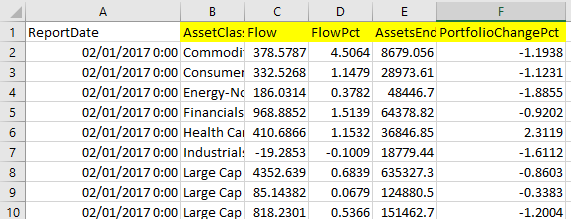 A B C D E F
1 ReportDate AssetClass Flow FlowPct AssetsEnd PortfolioChangePct
2 02/01/2017 0:00 Commodit 378.5787 4.5064 8679.056 -1.1938
3 02/01/2017 0:00 Consumer 332.5268 1.1479 28973.61 -1.1231
4 02/01/2017 0:00 Energy-No 186.0314 0.3782 48446.7 -1.8855
5 02/01/2017 0:00 Financials 968.8852 1.5139 64378.82 -0.9202
6 02/01/2017 0:00 Health Car 410.6866 1.1532 36846.85 2.3119
7 02/01/2017 0:00 Industrials -19.2853 -0.1009 18779.44 -1.6112
8 02/01/2017 0:00 Large Cap 4352.639 0.6839 635327.3 -0.8603
9 02/01/2017 0:00 Large Cap 85.14382 0.0679 124880.5 -0.3383
10 02/01/2017 0:00 Large Cap 818.2301 0.5366 151462.7 -1.2004